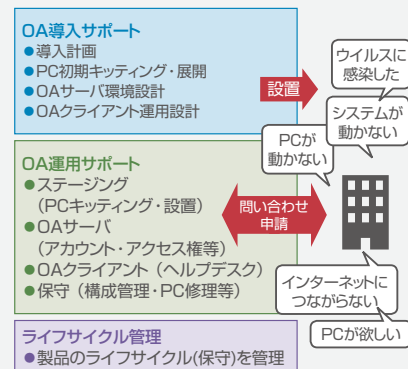 OA導入サポート
●導入計画
●PC初期キッティング・展開
●OAサーバ環境設計
●OAクライアント運用設計
設置
ウイルスに
感染した
システムが
動かない
PCが
動かない
OA運用サポート
●ステージング
(PCキッティング・設置)
●OAサーバ
(アカウント・アクセス権等)
●OAクライアント(ヘルプデスク)
●保守(構成管理・PC修理等)
問い合わせ
申請
インターネットに
つながらない
PCが欲しい
ライフサイクル管理
●製品のライフサイクル(保守)を管理